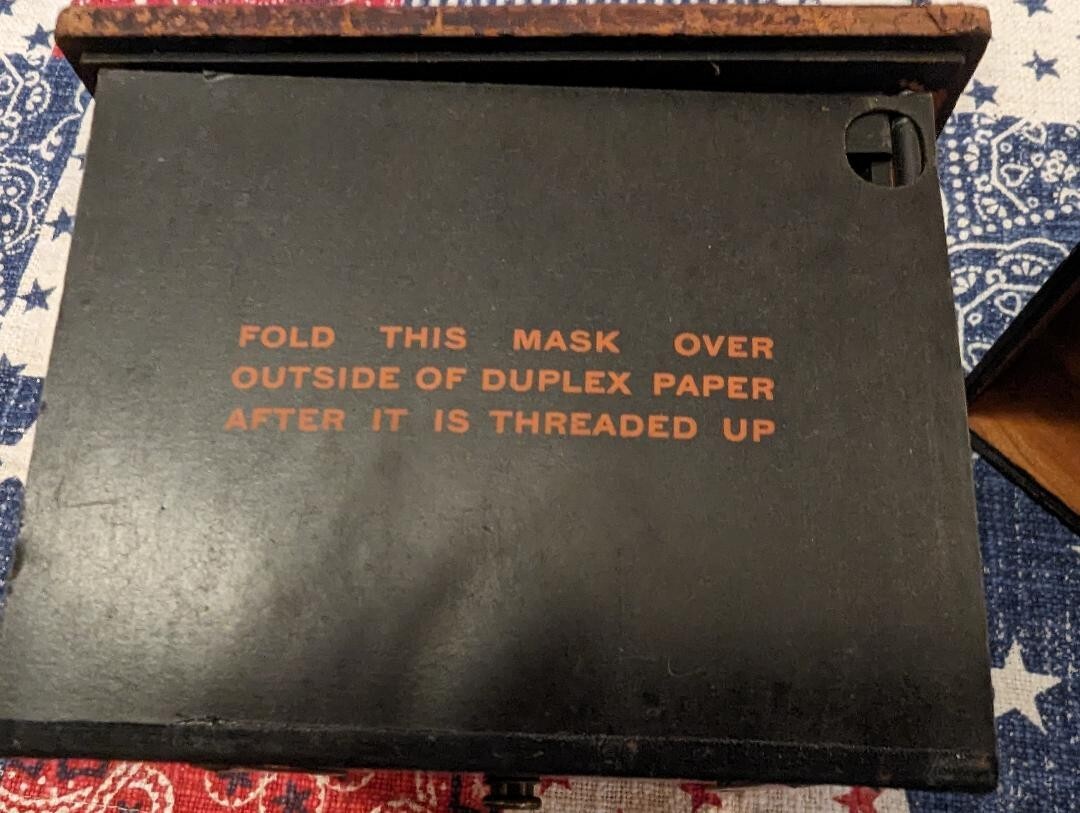 FOLD THIS MASK OVER
OUTSIDE OF DUPLEX PAPER
AFTER IT IS THREADED UP